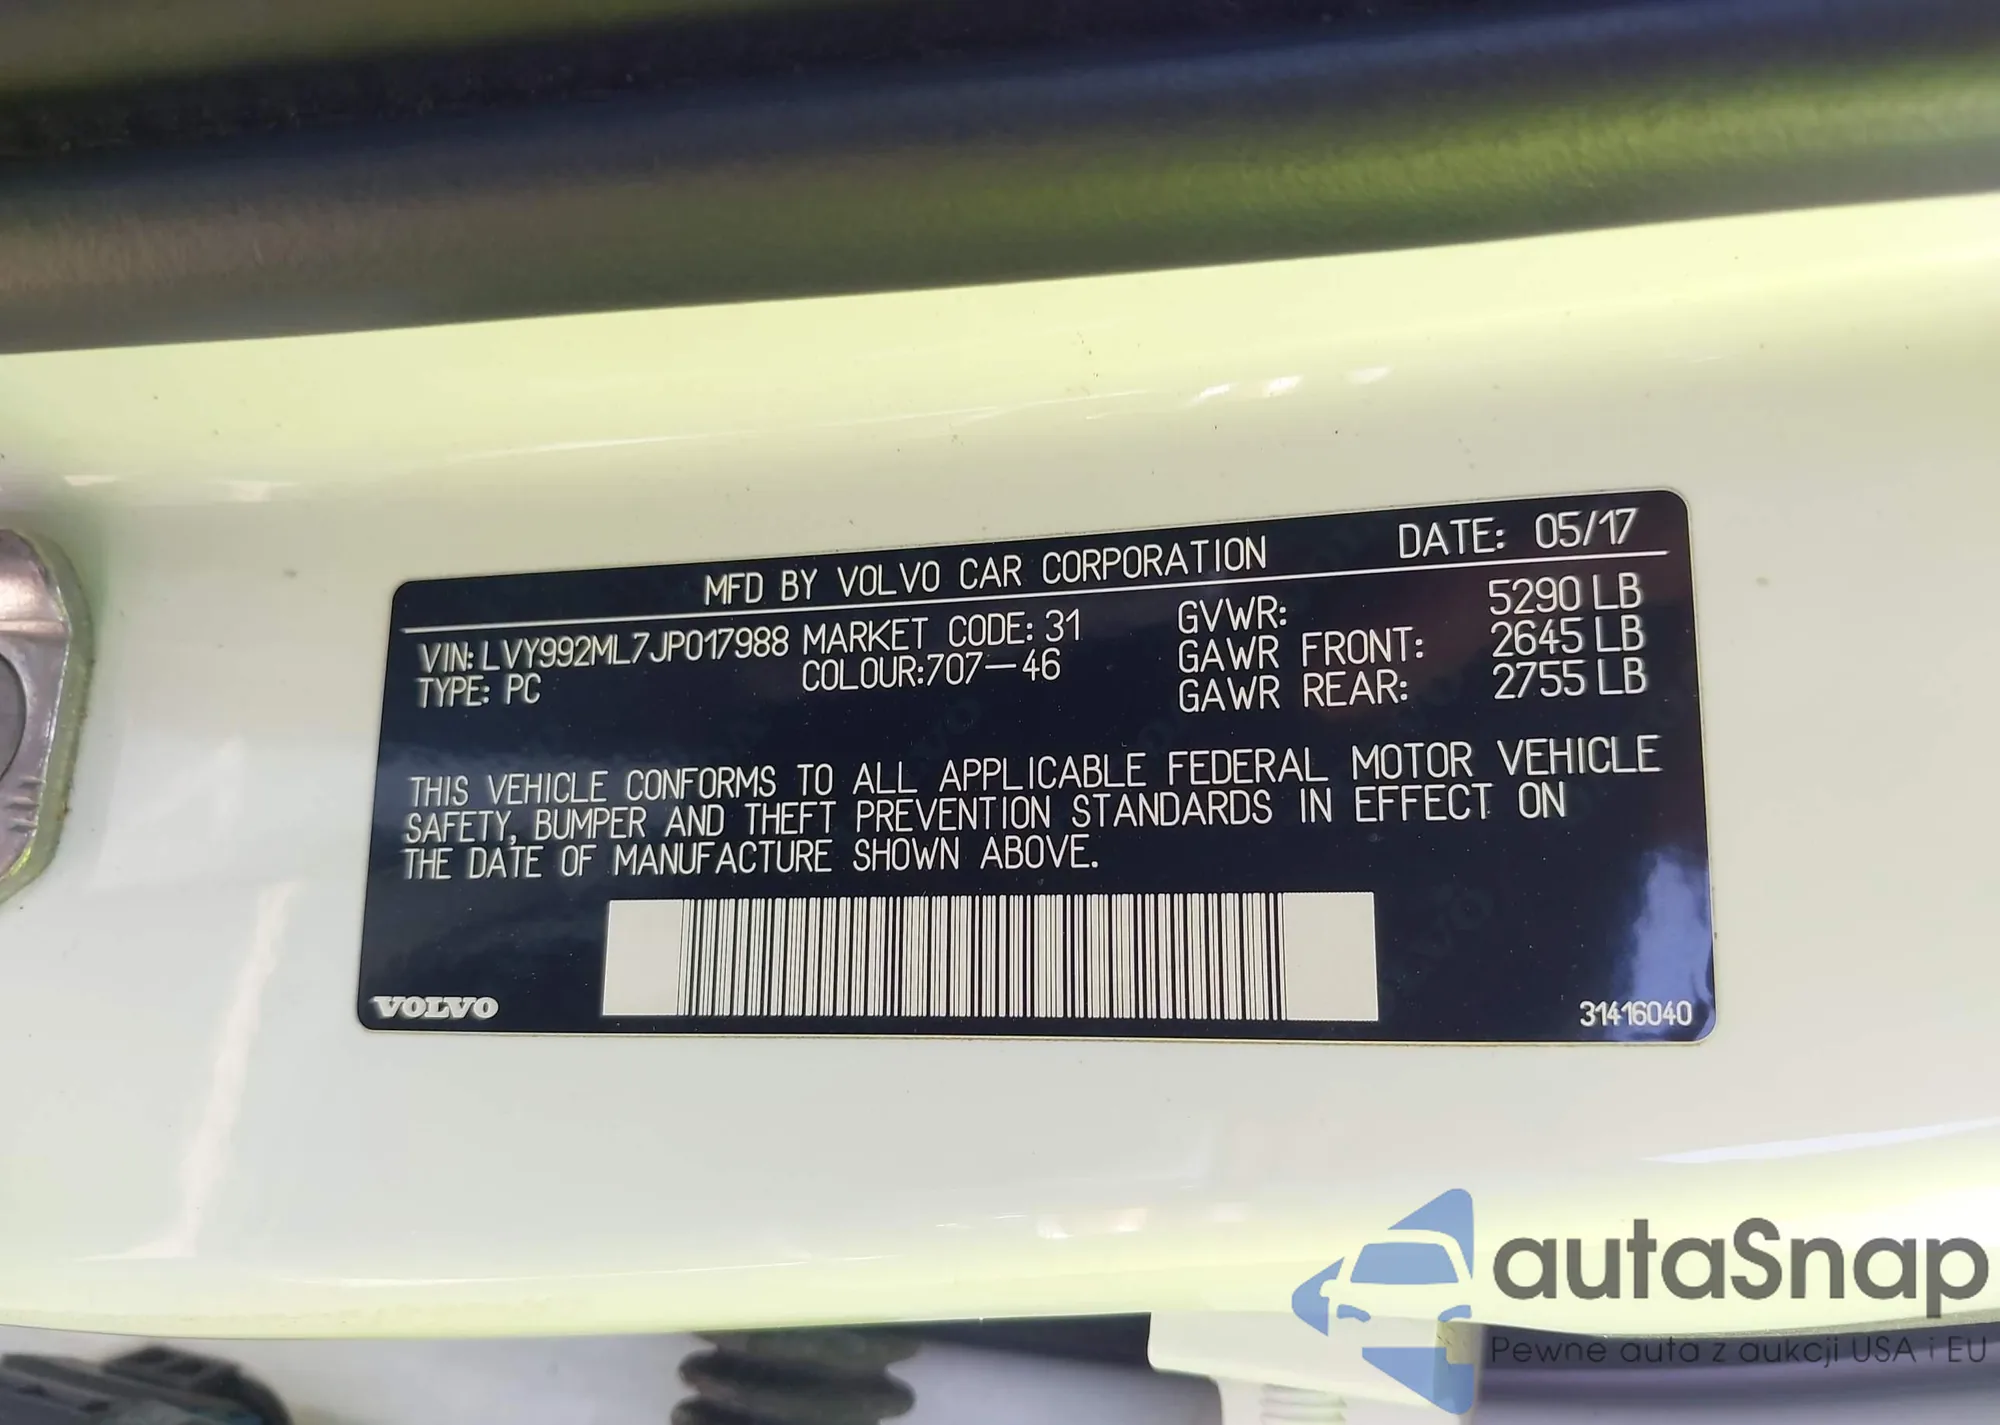 MFD BY VOLVO CAR CORPORATION DATE: 05/17
VIN: LVY992ML7JP017988 MARKET CODE: 31 GVWR: 5290 LB
TYPE: PC COLOUR:707-46 GAWR FRONT: 2645 LB
GAWR REAR: 2755 LB
THIS VEHICLE CONFORMS TO ALL APPLICABLE FEDERAL MOTOR VEHICLE
SAFETY, BUMPER AND THEFT PREVENTION STANDARDS IN EFFECT ON
THE DATE OF MANUFACTURE SHOWN ABOVE.
VOLVO 31416040
autaSnap
Pewne auta z aukcji USA i EU